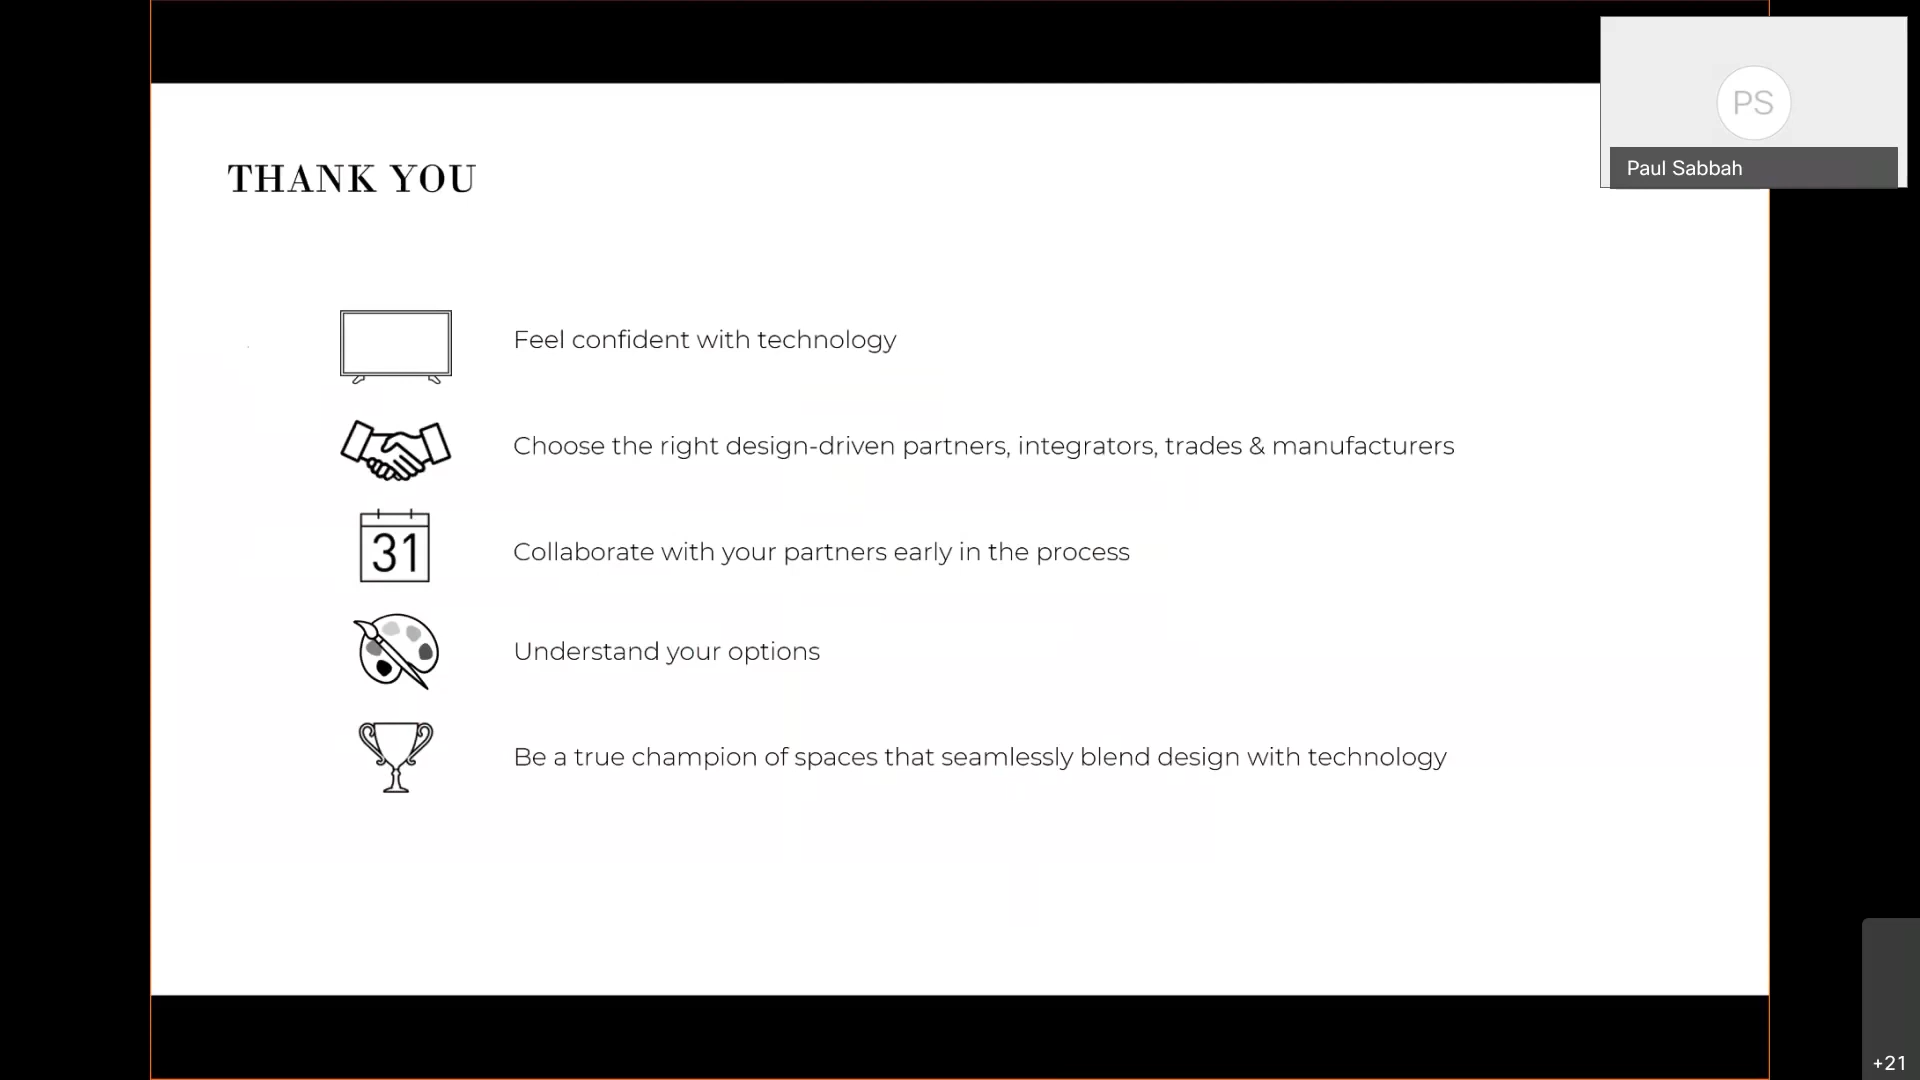 PS
Paul Sabbah
THANK YOU
Feel confident with technology
Choose the right design-driven partners, integrators, trades & manufacturers
31
Collaborate with your partners early in the process
Understand your options
Be a true champion of spaces that seamlessly blend design with technology
+21